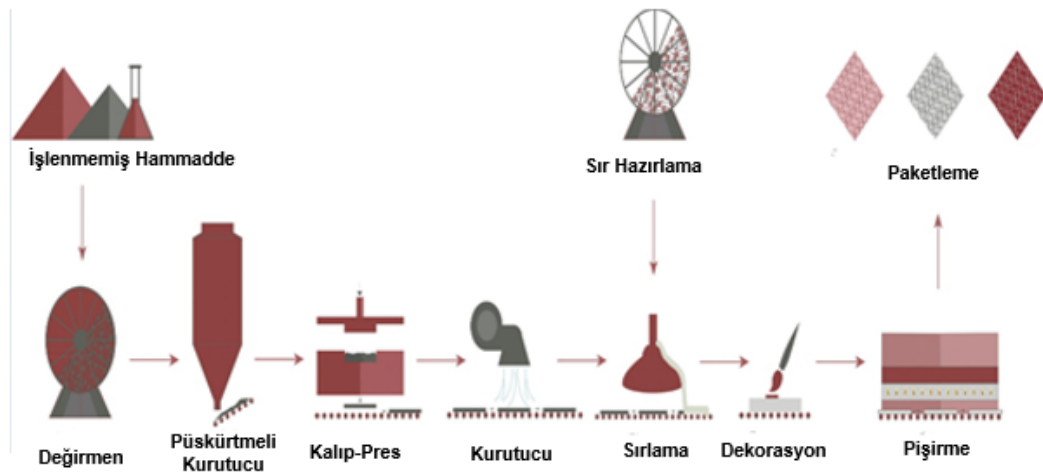 İşlenmemiş Hammadde
Sır Hazırlama
Paketleme
Değirmen
Püskürtmeli
Kurutucu
Kalıp-Pres
Kurutucu
Sırlama
Dekorasyon
Pişirme